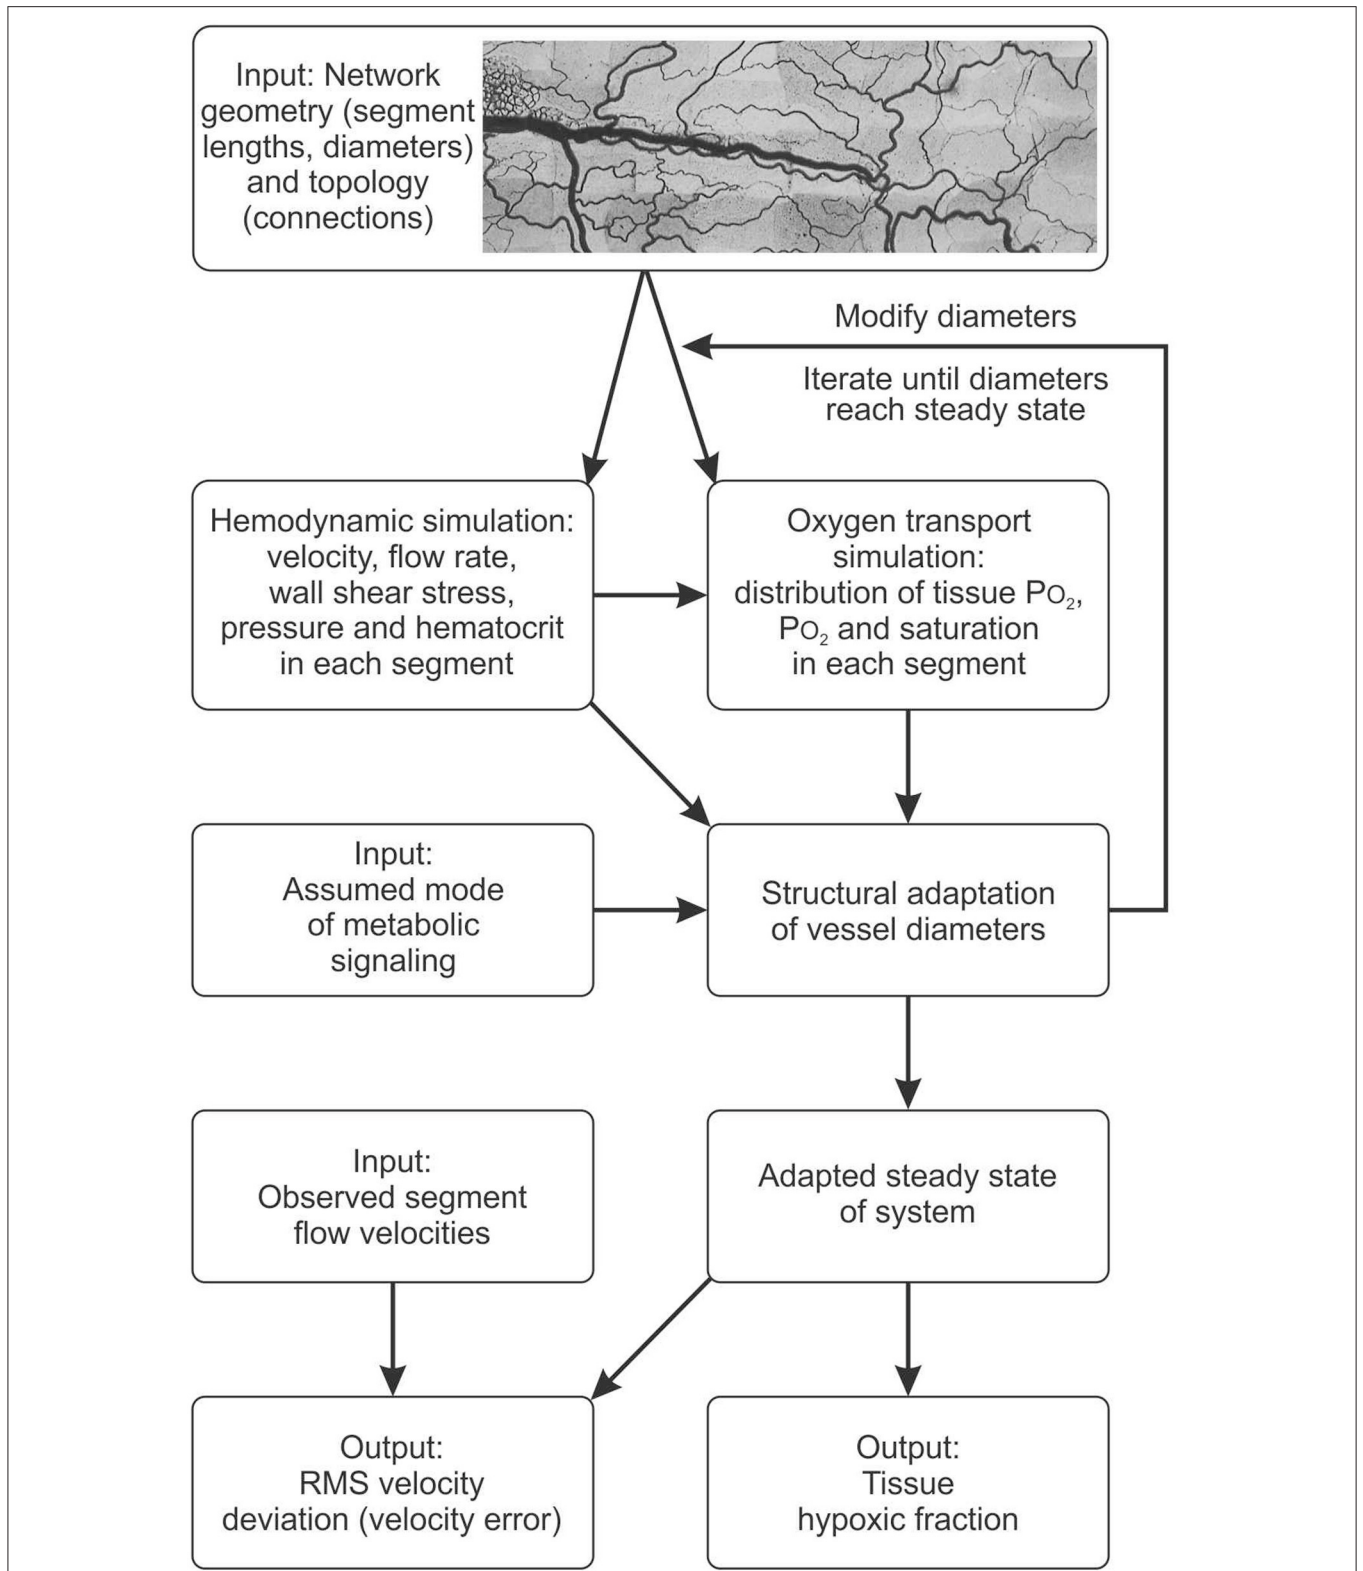 Input: Network
geometry (segment
lengths, diameters)
and topology
(connections)
Modify diameters
Iterate until diameters
reach steady state
Hemodynamic simulation:
velocity, flow rate,
wall shear stress,
pressure and hematocrit
in each segment
Oxygen transport
simulation:
distribution of tissue PO₂,
PO₂ and saturation
in each segment
Input:
Assumed mode
of metabolic
signaling
Structural adaptation
of vessel diameters
Input:
Observed segment
flow velocities
Adapted steady state
of system
Output:
RMS velocity
deviation (velocity error)
Output:
Tissue
hypoxic fraction